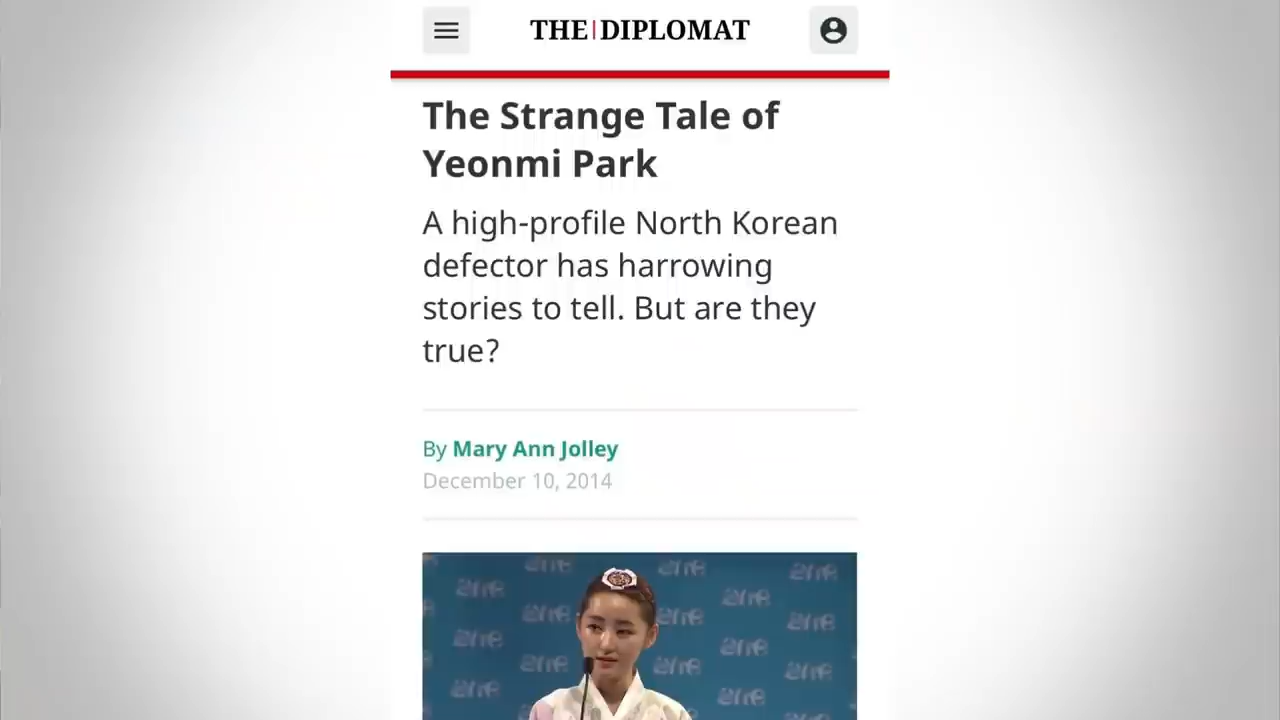 THE|DIPLOMAT
The Strange Tale of
Yeonmi Park
A high-profile North Korean
defector has harrowing
stories to tell. But are they
true?
By Mary Ann Jolley
December 10, 2014